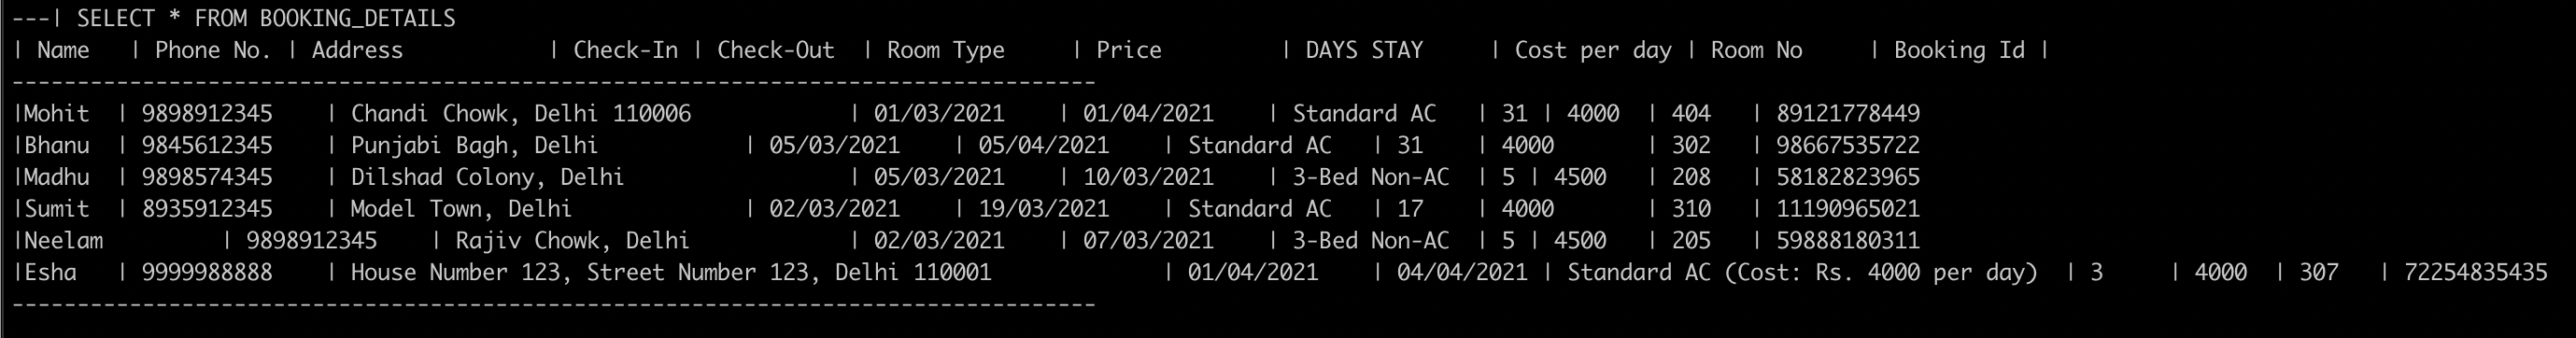 ---| SELECT * FROM BOOKING_DETAILS
| Name | Phone No. | Address | Check-In | Check-Out | Room Type | Price | DAYS STAY | Cost per day | Room No | Booking Id |
-----------------------------------------------------------------------------------
|Mohit | 9898912345 | Chandi Chowk, Delhi 110006 | 01/03/2021 | 01/04/2021 | Standard AC | 31 | 4000 | 404 | 89121778449
|Bhanu | 9845612345 | Punjabi Bagh, Delhi | 05/03/2021 | 05/04/2021 | Standard AC | 31 | 4000 | 302 | 98667535722
|Madhu | 9898574345 | Dilshad Colony, Delhi | 05/03/2021 | 10/03/2021 | 3-Bed Non-AC | 5 | 4500 | 208 | 58182823965
|Sumit | 8935912345 | Model Town, Delhi | 02/03/2021 | 19/03/2021 | Standard AC | 17 | 4000 | 310 | 11190965021
|Neelam | 9898912345 | Rajiv Chowk, Delhi | 02/03/2021 | 07/03/2021 | 3-Bed Non-AC | 5 | 4500 | 205 | 59888180311
|Esha | 9999988888 | House Number 123, Street Number 123, Delhi 110001 | 01/04/2021 | 04/04/2021 | Standard AC (Cost: Rs. 4000 per day) | 3 | 4000 | 307 | 72254835435
-----------------------------------------------------------------------------------